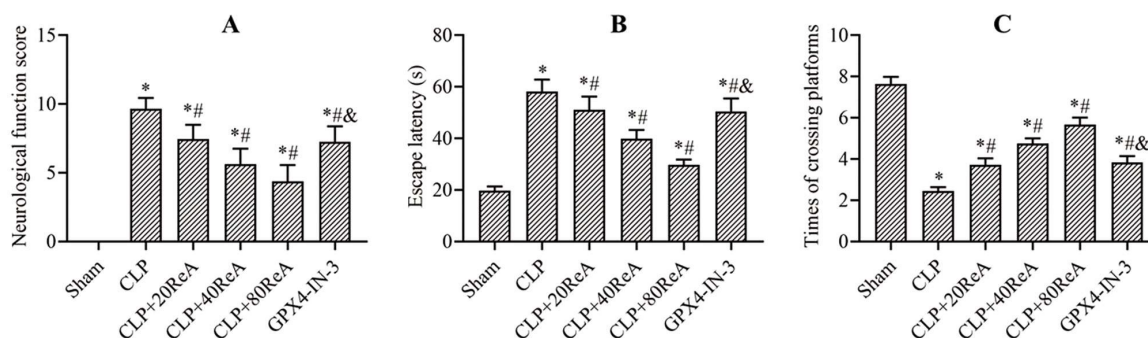 A
Neurological function score
15
10
5
0
*
*#
*#
*#
*#&
Sham
CLP
CLP+20ReA
CLP+40ReA
CLP+80ReA
GPX4-IN-3
B
Escape latency (s)
80
60
40
20
0
*
*#
*#
*#
*#&
Sham
CLP
CLP+20ReA
CLP+40ReA
CLP+80ReA
GPX4-IN-3
C
Times of crossing platforms
10
8
6
4
2
0
*
*#
*#
*#
*#&
Sham
CLP
CLP+20ReA
CLP+40ReA
CLP+80ReA
GPX4-IN-3